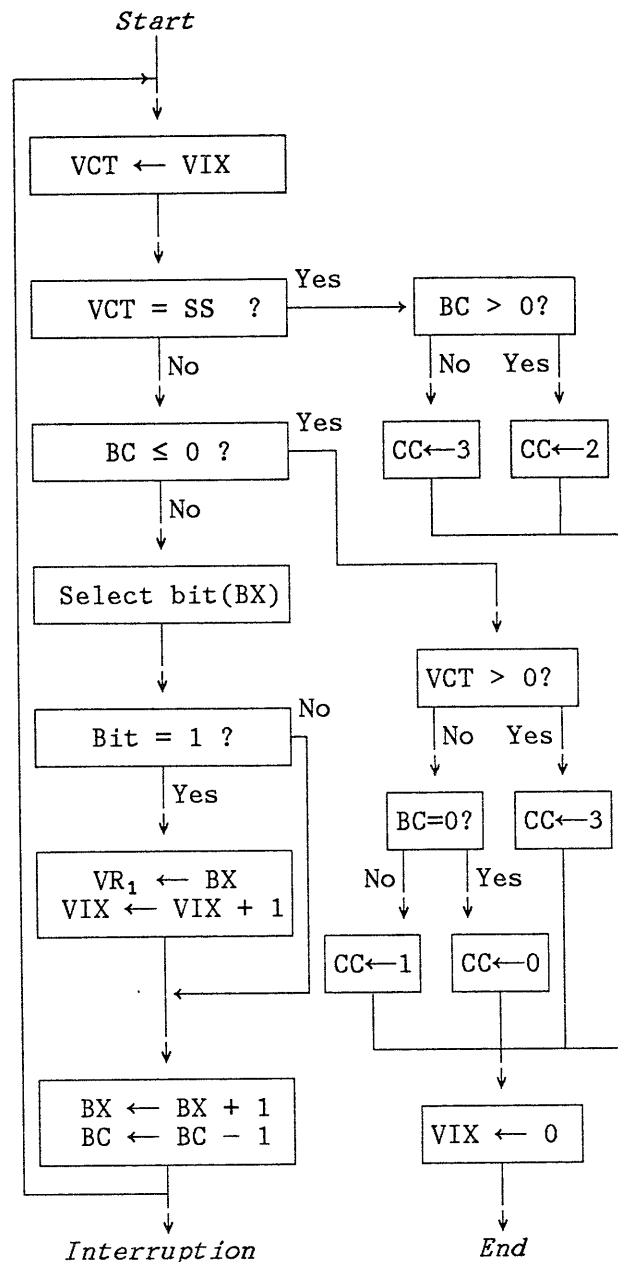 Start
VCT ← VIX
VCT = SS ?
Yes
BC > 0?
No
No
Yes
BC ≤ 0 ?
Yes
CC←3
CC←2
No
Select bit(BX)
VCT > 0?
Bit = 1 ?
No
No
Yes
Yes
BC=0?
CC←3
VR₁ ← BX
VIX ← VIX + 1
No
Yes
CC←1
CC←0
BX ← BX + 1
BC ← BC - 1
VIX ← 0
Interruption
End